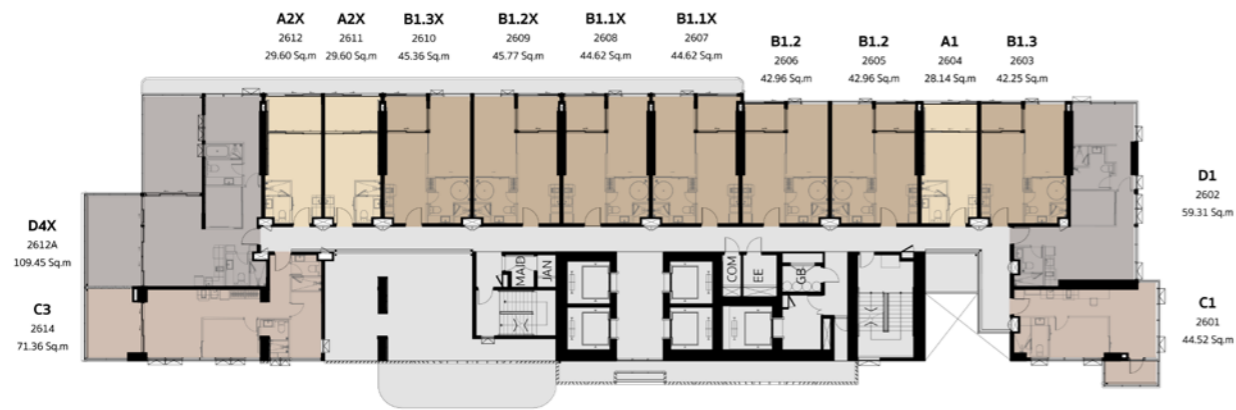 A2X
2612
29.60 Sq.m
A2X
2611
29.60 Sq.m
B1.3X
2610
45.36 Sq.m
B1.2X
2609
45.77 Sq.m
B1.1X
2608
44.62 Sq.m
B1.1X
2607
44.62 Sq.m
B1.2
2606
42.96 Sq.m
B1.2
2605
42.96 Sq.m
A1
2604
28.14 Sq.m
B1.3
2603
42.25 Sq.m
D1
2602
59.31 Sq.m
D4X
2612A
109.45 Sq.m
C3
2614
71.36 Sq.m
MAID
JAN
COM
EE
GB
C1
2601
44.52 Sq.m